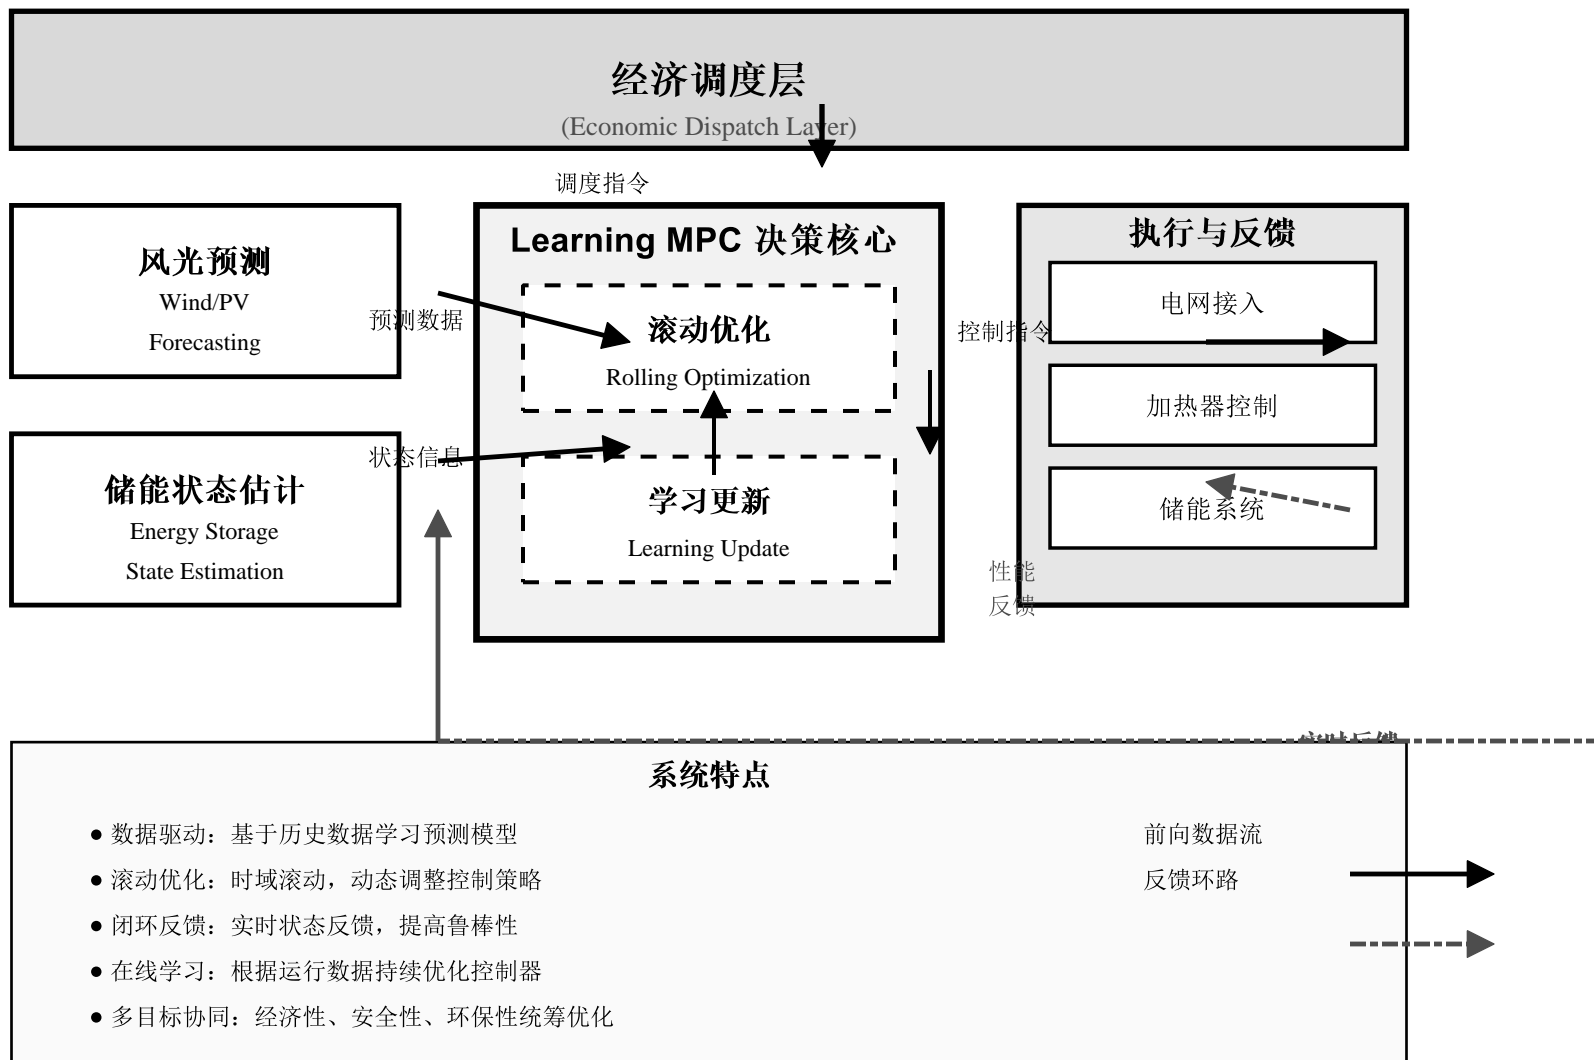 经济调度层
(Economic Dispatch Layer)
调度指令
风光预测
Wind/PV
Forecasting
预测数据
储能状态估计
Energy Storage
State Estimation
状态信息
Learning MPC 决策核心
滚动优化
Rolling Optimization
学习更新
Learning Update
执行与反馈
控制指令
电网接入
加热器控制
储能系统
性能
反馈
实时反馈
系统特点
● 数据驱动：基于历史数据学习预测模型
● 滚动优化：时域滚动，动态调整控制策略
● 闭环反馈：实时状态反馈，提高鲁棒性
● 在线学习：根据运行数据持续优化控制器
● 多目标协同：经济性、安全性、环保性统筹优化
前向数据流
反馈环路